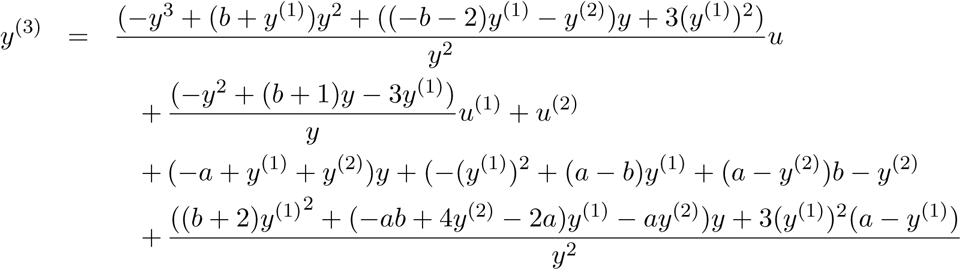 y^{(3)} = \frac{(-y^3 + (b + y^{(1)})y^2 + ((-b - 2)y^{(1)} - y^{(2)})y + 3(y^{(1)})^2)}{y^2} u
+ \frac{(-y^2 + (b + 1)y - 3y^{(1)})}{y} u^{(1)} + u^{(2)}
+ (-a + y^{(1)} + y^{(2)})y + (-(y^{(1)})^2 + (a - b)y^{(1)} + (a - y^{(2)})b - y^{(2)}
+ \frac{((b + 2)y^{(1)^2} + (-ab + 4y^{(2)} - 2a)y^{(1)} - ay^{(2)})y + 3(y^{(1)})^2(a - y^{(1)})}{y^2}